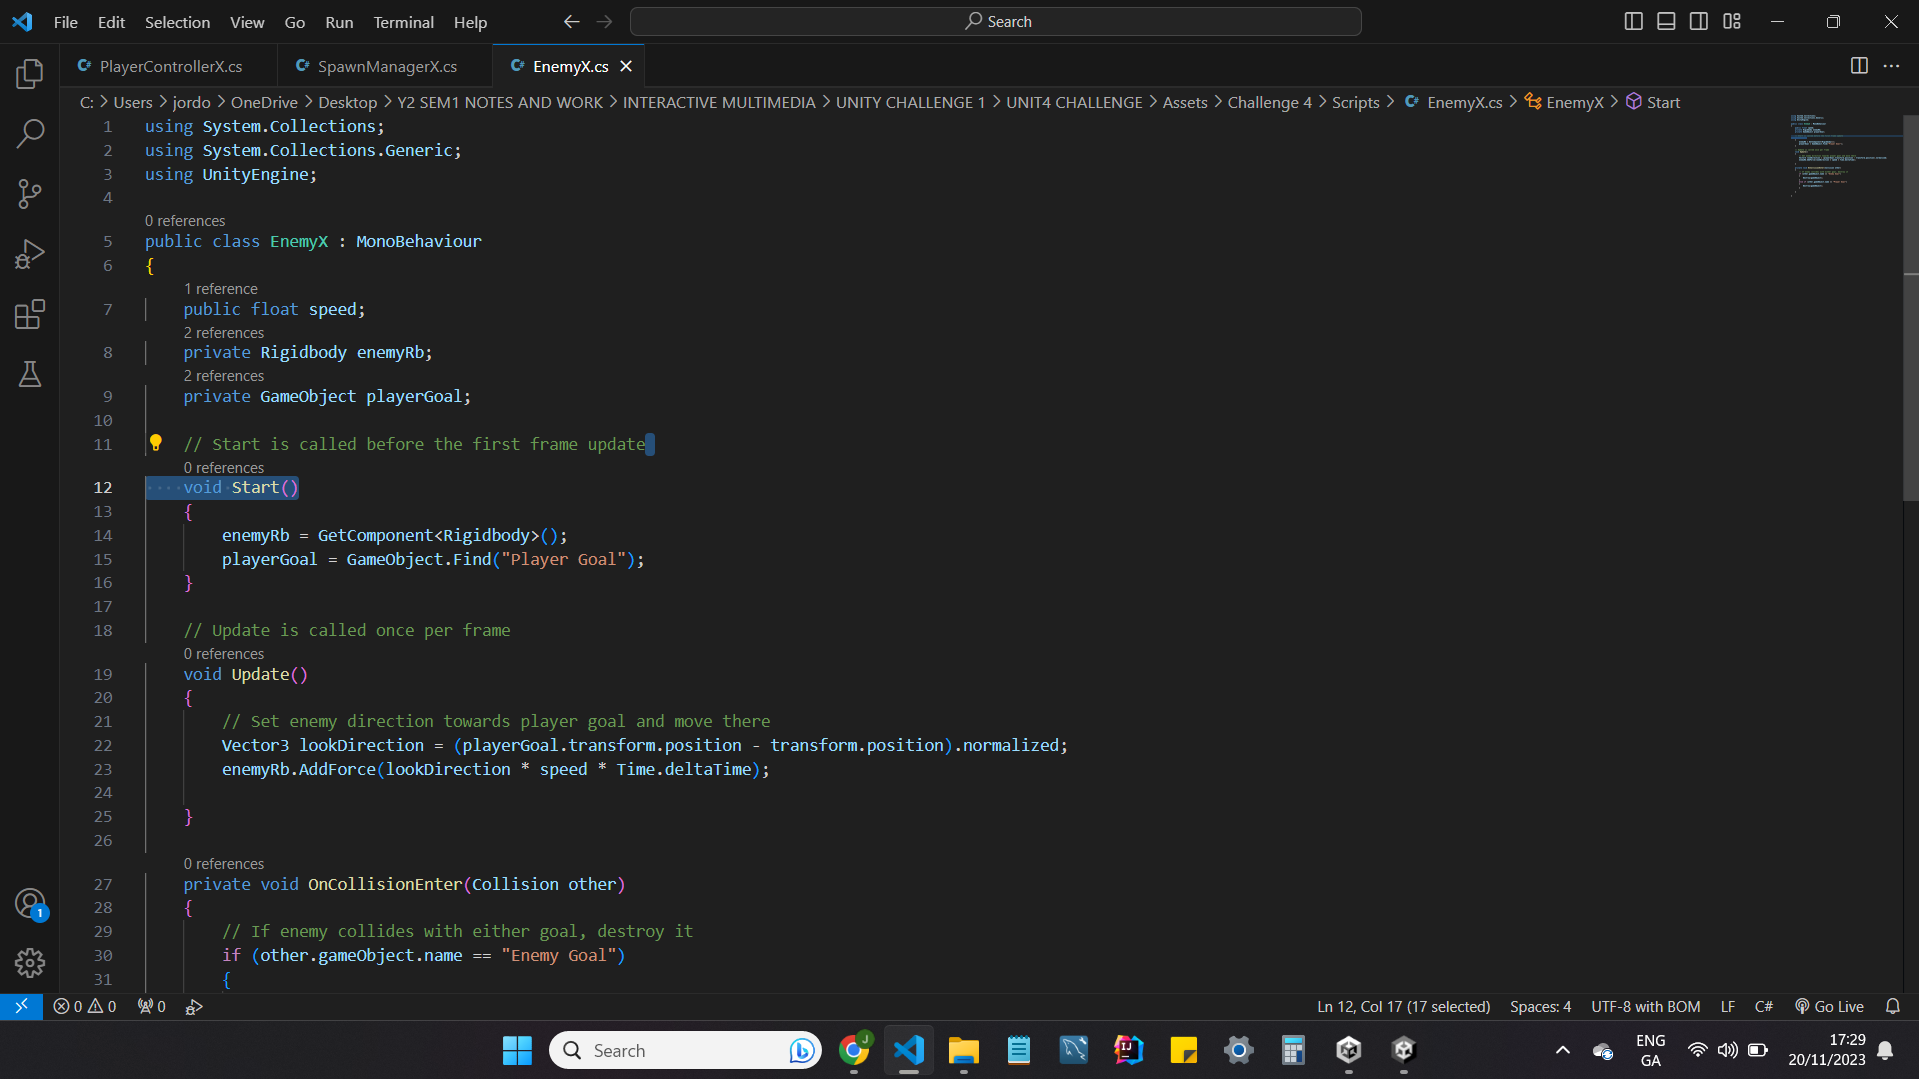 File Edit Selection View Go Run Terminal Help Search
PlayerControllerX.cs SpawnManagerX.cs EnemyX.cs
C: > Users > jordo > OneDrive > Desktop > Y2 SEM1 NOTES AND WORK > INTERACTIVE MULTIMEDIA > UNITY CHALLENGE 1 > UNIT4 CHALLENGE > Assets > Challenge 4 > Scripts > EnemyX.cs > EnemyX > Start
1 using System.Collections;
2 using System.Collections.Generic;
3 using UnityEngine;
4
0 references
5 public class EnemyX : MonoBehaviour
6 {
1 reference
7 public float speed;
2 references
8 private Rigidbody enemyRb;
2 references
9 private GameObject playerGoal;
10
11 // Start is called before the first frame update
0 references
12 void Start()
13 {
14 enemyRb = GetComponent<Rigidbody>();
15 playerGoal = GameObject.Find("Player Goal");
16 }
17
18 // Update is called once per frame
0 references
19 void Update()
20 {
21 // Set enemy direction towards player goal and move there
22 Vector3 lookDirection = (playerGoal.transform.position - transform.position).normalized;
23 enemyRb.AddForce(lookDirection * speed * Time.deltaTime);
24
25 }
26
0 references
27 private void OnCollisionEnter(Collision other)
28 {
29 // If enemy collides with either goal, destroy it
30 if (other.gameObject.name == "Enemy Goal")
31 {
1
0 0 0 Ln 12, Col 17 (17 selected) Spaces: 4 UTF-8 with BOM LF C# Go Live
Search J ENG GA 17:29 20/11/2023